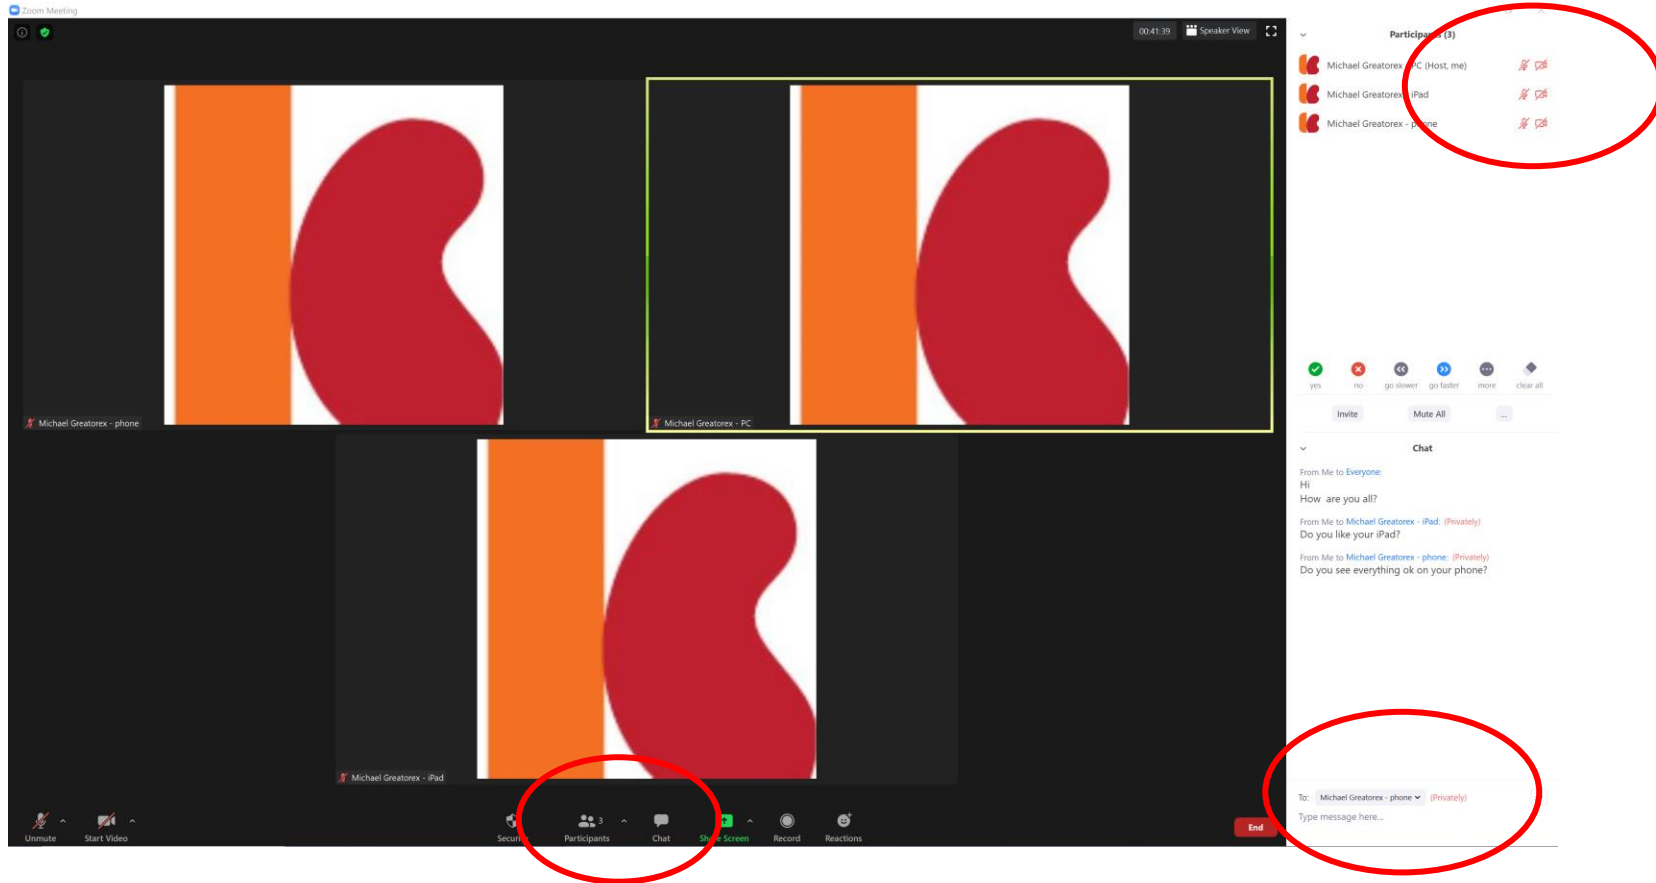 Zoom Meeting
00:41:39 Speaker View
Participants (3)
Michael Greatorex - PC (Host, me)
Michael Greatorex - iPad
Michael Greatorex - phone
Michael Greatorex - phone
Michael Greatorex - PC
Michael Greatorex - iPad
yes no go slower go faster more clear all
Invite Mute All ...
Chat
From Me to Everyone:
Hi
How are you all?
From Me to Michael Greatorex - iPad: (Privately)
Do you like your iPad?
From Me to Michael Greatorex - phone: (Privately)
Do you see everything ok on your phone?
To: Michael Greatorex - phone (Privately)
Type message here...
3
Unmute Start Video Security Participants Chat Share Screen Record Reactions
End